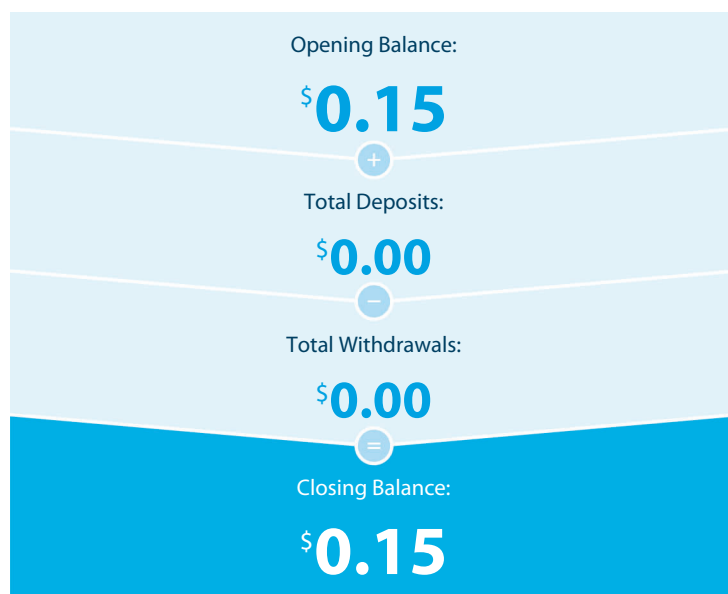 Opening Balance:
$0.15
+
Total Deposits:
$0.00
−
Total Withdrawals:
$0.00
=
Closing Balance:
$0.15